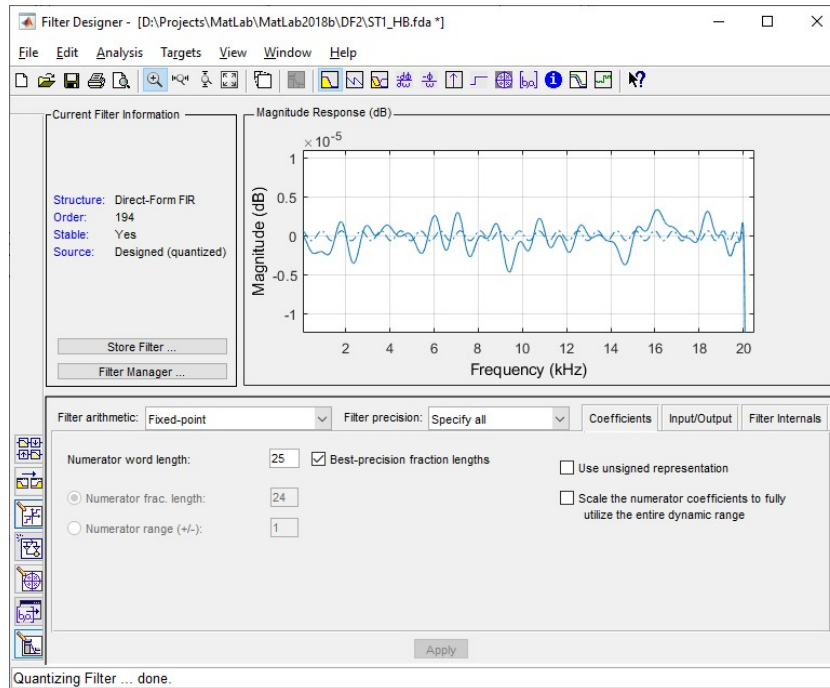 Filter Designer - [D:\Projects\MatLab\MatLab2018b\DF2\ST1_HB.fda *]
File Edit Analysis Targets View Window Help
Current Filter Information
Structure: Direct-Form FIR
Order: 194
Stable: Yes
Source: Designed (quantized)
Store Filter ...
Filter Manager ...
Magnitude Response (dB)
×10⁻⁵
1
0.5
0
-0.5
-1
Magnitude (dB)
2 4 6 8 10 12 14 16 18 20
Frequency (kHz)
Filter arithmetic: Fixed-point Filter precision: Specify all Coefficients Input/Output Filter Internals
Numerator word length: 25 Best-precision fraction lengths
Numerator frac. length: 24
Numerator range (+/-): 1
Use unsigned representation
Scale the numerator coefficients to fully
utilize the entire dynamic range
Apply
Quantizing Filter ... done.